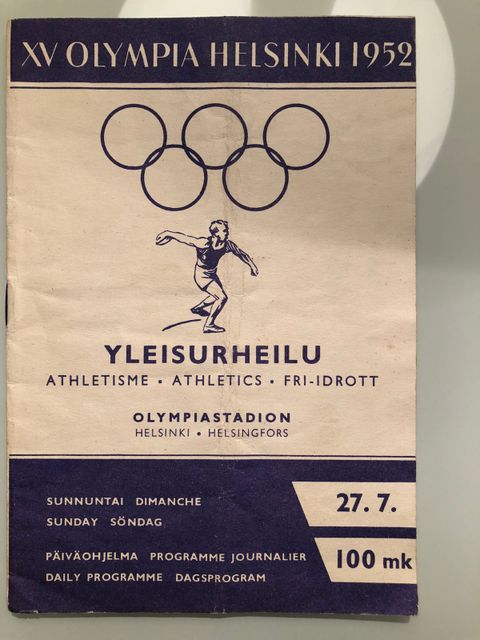 XV OLYMPIA HELSINKI 1952
YLEISURHEILU
ATHLETISME • ATHLETICS • FRI-IDROTT
OLYMPIASTADION
HELSINKI • HELSINGFORS
SUNNUNTAI DIMANCHE
SUNDAY SÖNDAG
27. 7.
PÄIVÄOHJELMA PROGRAMME JOURNALIER
DAILY PROGRAMME DAGSPROGRAM
100 mk